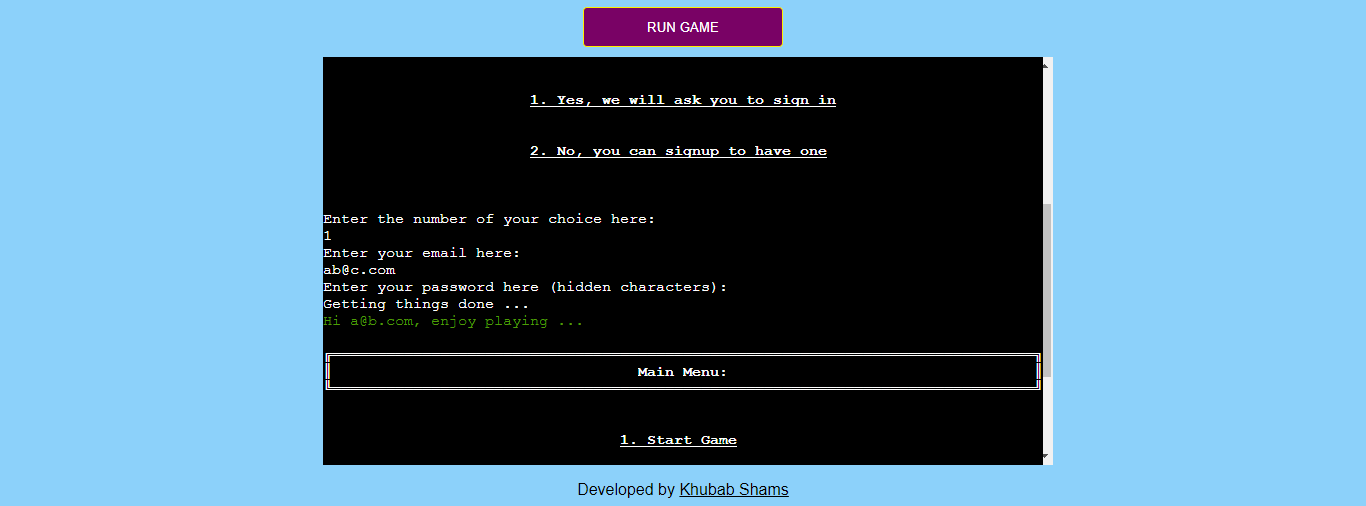 RUN GAME
1. Yes, we will ask you to sign in
2. No, you can signup to have one
Enter the number of your choice here:
1
Enter your email here:
ab@c.com
Enter your password here (hidden characters):
Getting things done ...
Hi a@b.com, enjoy playing ...
Main Menu:
1. Start Game
Developed by Khubab Shams